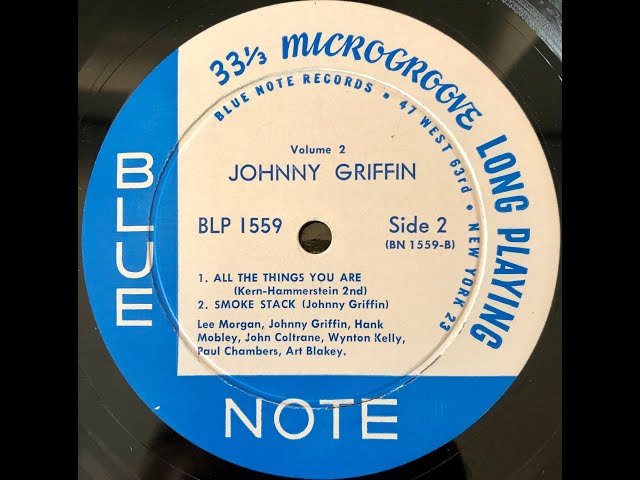 33⅓ MICROGROOVE LONG PLAYING
BLUE NOTE RECORDS • 47 WEST 63rd • NEW YORK 23
Volume 2
JOHNNY GRIFFIN
BLP 1559
Side 2
(BN 1559-B)
1. ALL THE THINGS YOU ARE
(Kern-Hammerstein 2nd)
2. SMOKE STACK (Johnny Griffin)
Lee Morgan, Johnny Griffin, Hank
Mobley, John Coltrane, Wynton Kelly,
Paul Chambers, Art Blakey.
BLUE
NOTE